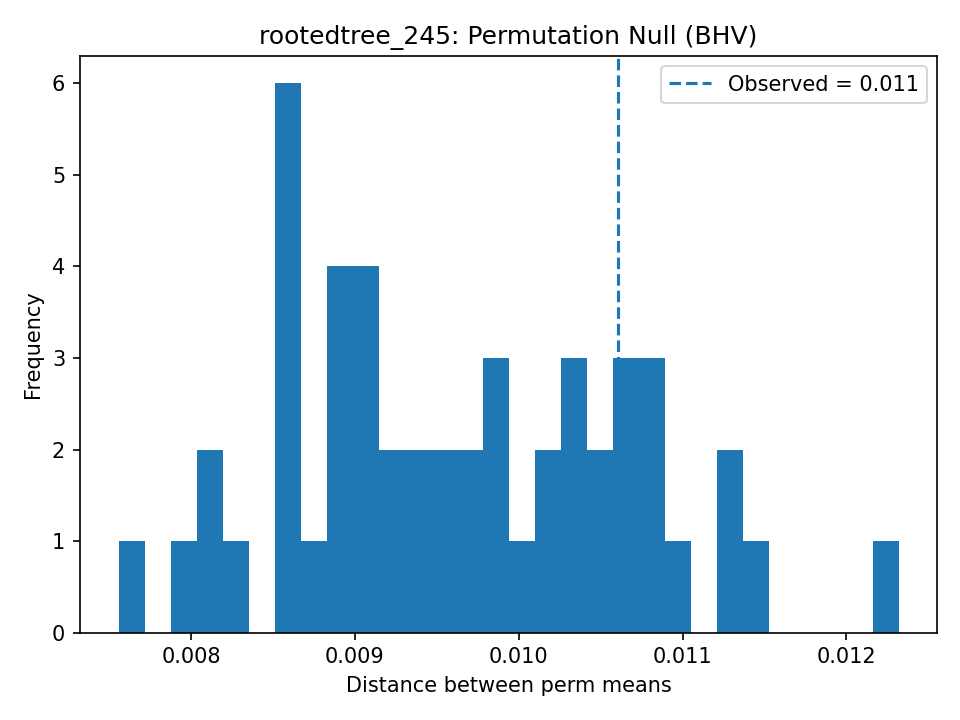 rootedtree_245: Permutation Null (BHV)
Observed = 0.011
6
5
4
3
2
1
0
Frequency
0.008 0.009 0.010 0.011 0.012
Distance between perm means